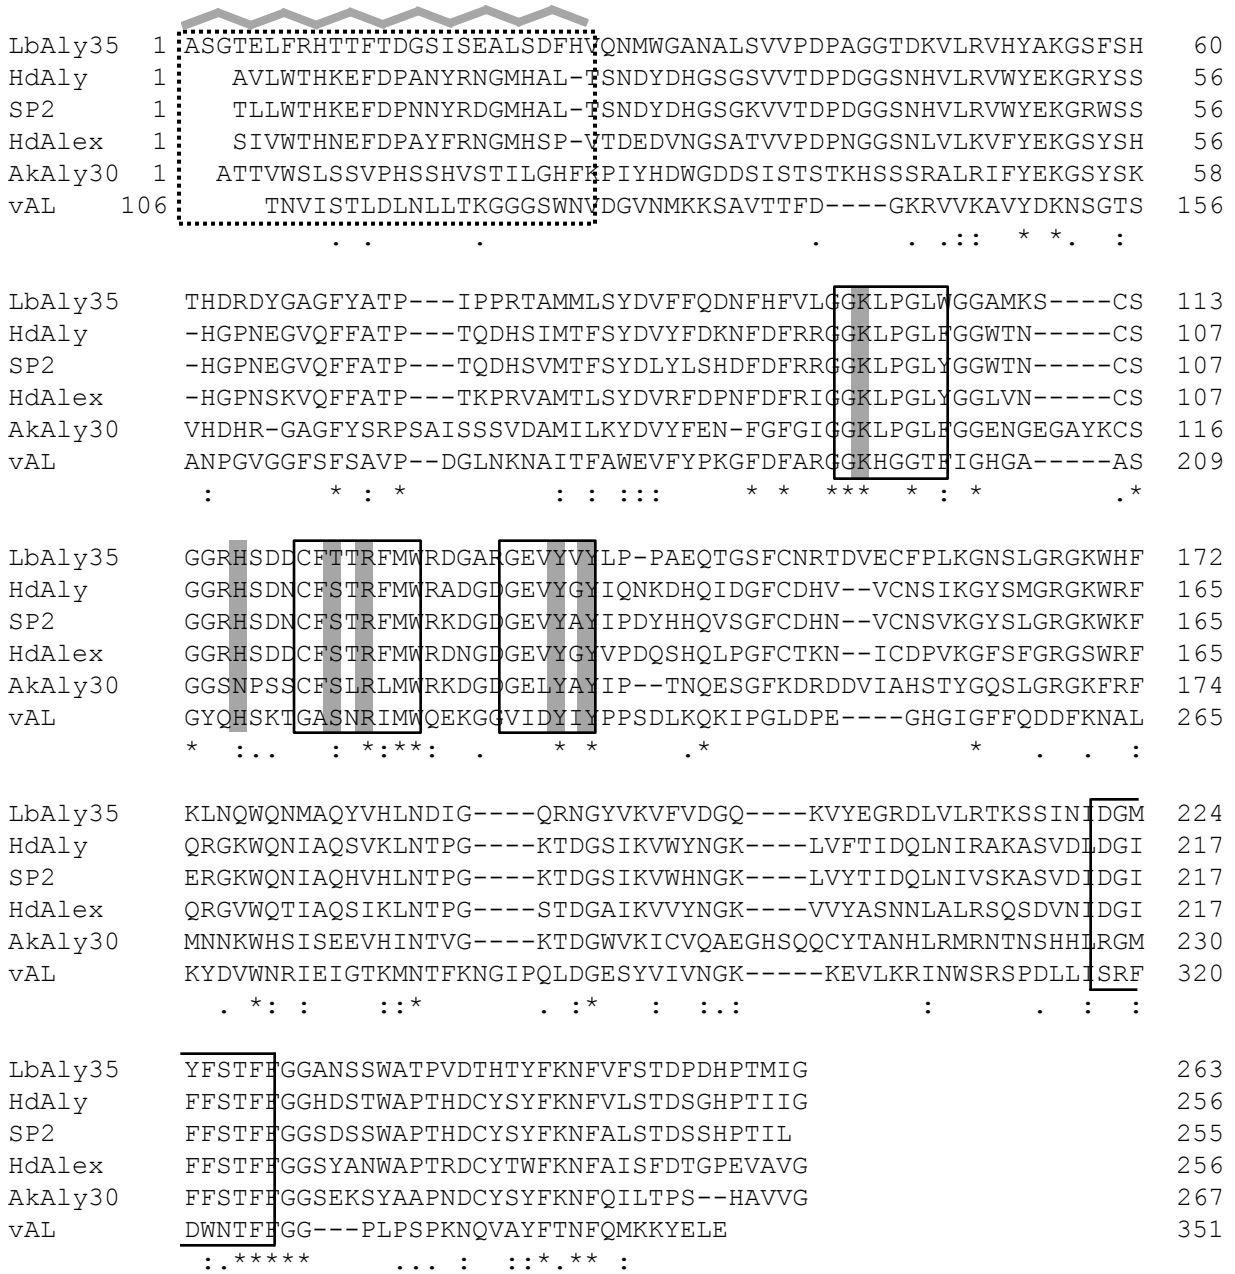 LbAly35 1 ASGTELFRHTTFTDGSISEALSDFHVQNMWGANALSVVPDPAGGTDKVLRVHYAKGSFSH 60
HdAly 1 AVLWTHKEFDPANYRNGMHAL-TSNDYDHGSGSVVTDPDGGSNHVLRVWYEKGRYSS 56
SP2 1 TLLWTHKEFDPNNYRDGMHAL-TSNDYDHGSGKVVTDPDGGSNHVLRVWYEKGRWSS 56
HdAlex 1 SIVWTHNEFDPAYFRNGMHSP-VTDEDVNGSATVVPDPNGGSNLVLKVFYEKGSYSH 56
AkAly30 1 ATTVWSLSSVPHSSHVSTILGHFKPIYHDWGDDSISTSTKHSSSRALRIFYEKGSYSK 58
vAL 106 TNVISTLDLNLLTKGGGSWNVDGVNMKKSAVTTFD----GKRVVKAVYDKNSGTS 156
. . . . . .:: * *. :
LbAly35 THDRDYGAGFYATP---IPPRTAMMLSYDVFFQDNFHFVLGGKLPGLWGGAMKS----CS 113
HdAly -HGPNEGVQFFATP---TQDHSIMTFSYDVYFDKNFDFRRGGKLPGLFGGWTN-----CS 107
SP2 -HGPNEGVQFFATP---TQDHSVMTFSYDLYLSHDFDFRRGGKLPGLYGGWTN-----CS 107
HdAlex -HGPNSKVQFFATP---TKPRVAMTLSYDVRFDPNFDFRIGGKLPGLYGGLVN-----CS 107
AkAly30 VHDHR-GAGFYSRPSAISSSVDAMILKYDVYFEN-FGFGIGGKLPGLFGGENGEGAYKCS 116
vAL ANPGVGGFSFSAVP--DGLNKNAITFAWEVFYPKGFDFARGGKHGGTFIGHGA-----AS 209
: * : * : : ::: * * *** * : * .*
LbAly35 GGRHSDDCFTTRFMWRDGARGEVYVYLP-PAEQTGSFCNRTDVECFPLKGNSLGRGKWHF 172
HdAly GGRHSDNCFSTRFMWRADGDGEVYGYIQNKDHQIDGFCDHV--VCNSIKGYSMGRGKWRF 165
SP2 GGRHSDNCFSTRFMWRKDGDGEVYAYIPDYHHQVSGFCDHN--VCNSVKGYSLGRGKWKF 165
HdAlex GGRHSDDCFSTRFMWRDNGDGEVYGYVPDQSHQLPGFCTKN--ICDPVKGFSFGRGSWRF 165
AkAly30 GGSNPSSCFSLRLMWRKDGDGELYAYIP--TNQESGFKDRDDVIAHSTYGQSLGRGKFRF 174
vAL GYQHSKTGASNRIMWQEKGGVIDYIYPPSDLKQKIPGLDPE----GHGIGFFQDDFKNAL 265
* :.. : *:**: . * * .* * . . :
LbAly35 KLNQWQNMAQYVHLNDIG----QRNGYVKVFVDGQ----KVYEGRDLVLRTKSSINIDGM 224
HdAly QRGKWQNIAQSVKLNTPG----KTDGSIKVWYNGK----LVFTIDQLNIRAKASVDLDGI 217
SP2 ERGKWQNIAQHVHLNTPG----KTDGSIKVWHNGK----LVYTIDQLNIVSKASVDIDGI 217
HdAlex QRGVWQTIAQSIKLNTPG----STDGAIKVVYNGK----VVYASNNLALRSQSDVNIDGI 217
AkAly30 MNNKWHSISEEVHINTVG----KTDGWVKICVQAEGHSQQCYTANHLRMRNTNSHHLRGM 230
vAL KYDVWNRIEIGTKMNTFKNGIPQLDGESYVIVNGK-----KEVLKRINWSRSPDLLISRF 320
. *: : ::* . :* : :.: : . : :
LbAly35 YFSTFFGGANSSWATPVDTHTYFKNFVFSTDPDHPTMIG 263
HdAly FFSTFFGGHDSTWAPTHDCYSYFKNFVLSTDSGHPTIIG 256
SP2 FFSTFFGGSDSSWAPTHDCYSYFKNFALSTDSSHPTIL 255
HdAlex FFSTFFGGSYANWAPTRDCYTWFKNFAISFDTGPEVAVG 256
AkAly30 FFSTFFGGSEKSYAAPNDCYSYFKNFQILTPS--HAVVG 267
vAL DWNTFFGG---PLPSPKNQVAYFTNFQMKKYELE 351
:.***** ... : ::*.** :